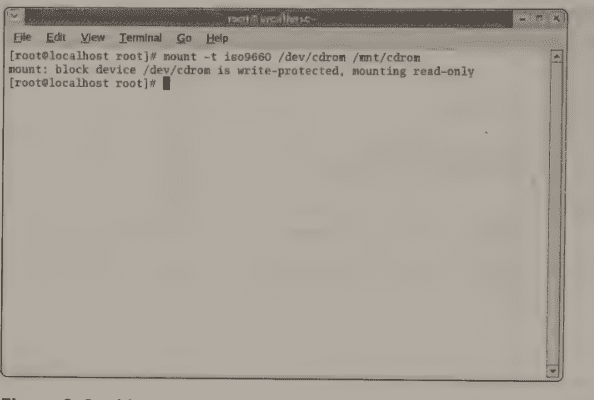 root@localhost:~
File Edit View Terminal Go Help
[root@localhost root]# mount -t iso9660 /dev/cdrom /mnt/cdrom
mount: block device /dev/cdrom is write-protected, mounting read-only
[root@localhost root]#